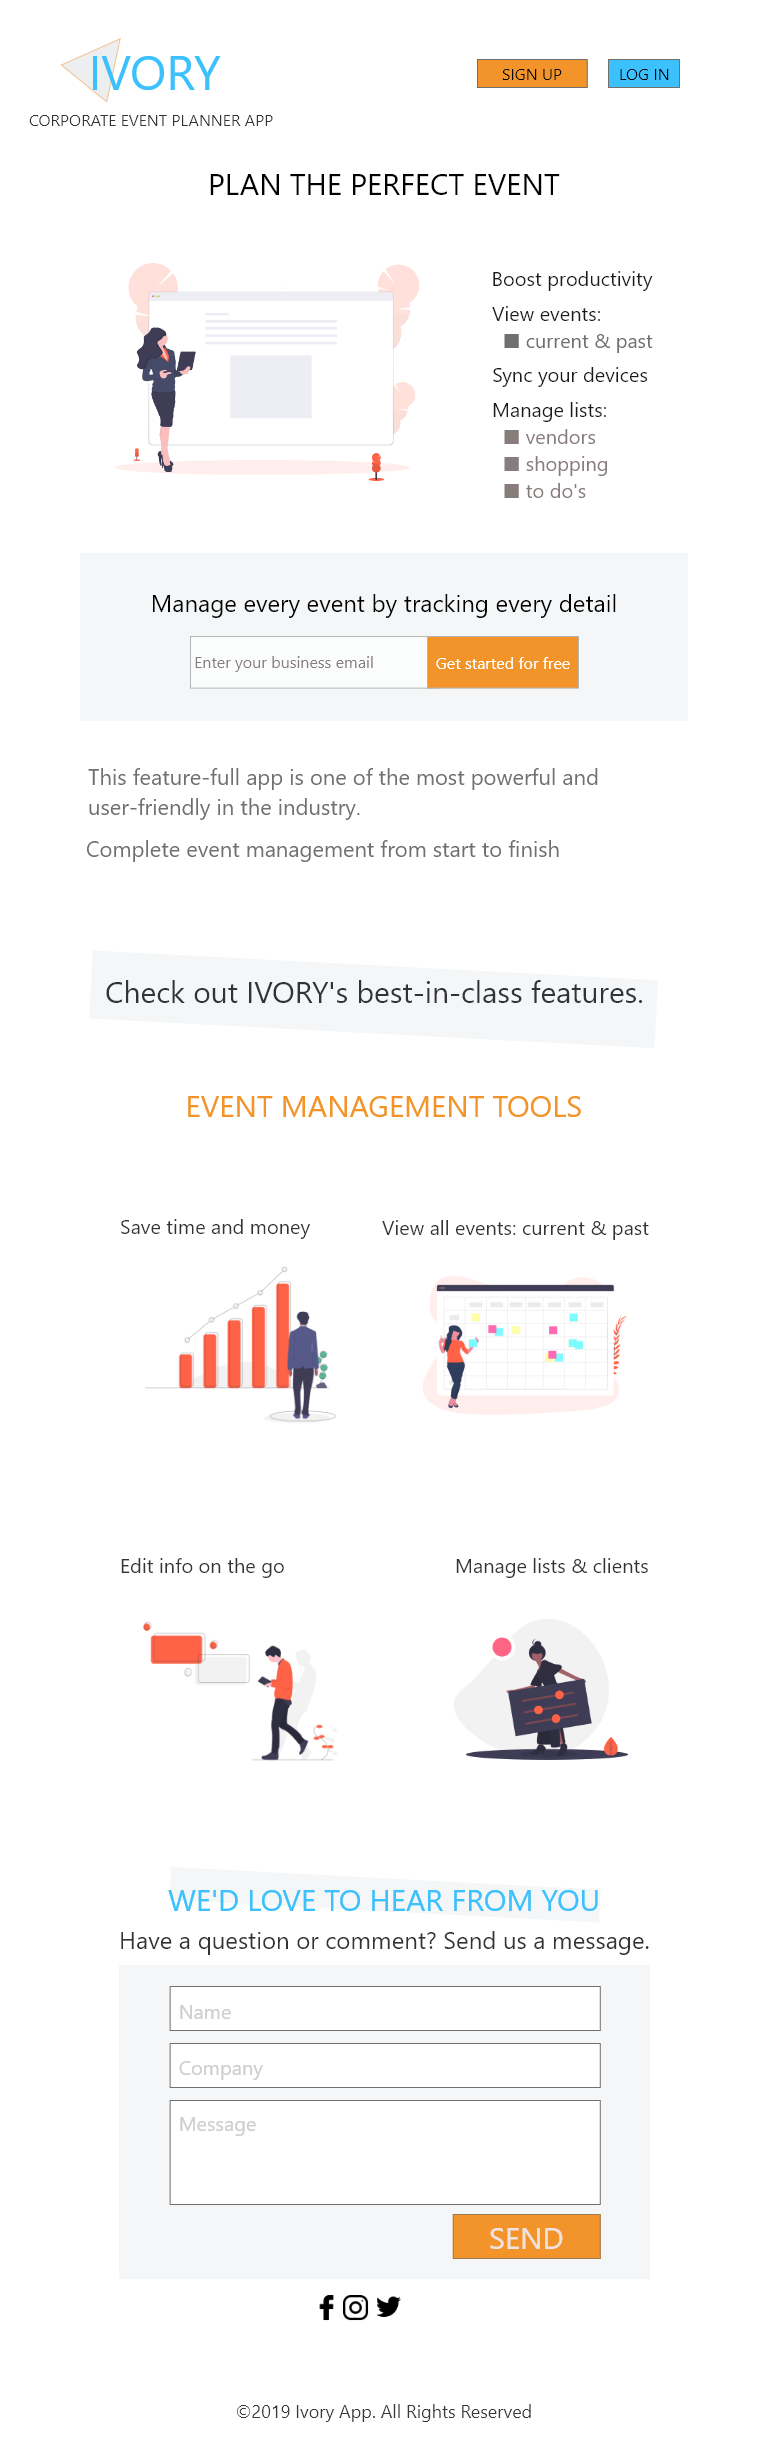 IVORY
SIGN UP
LOG IN
CORPORATE EVENT PLANNER APP
PLAN THE PERFECT EVENT
Boost productivity
View events:
■ current & past
Sync your devices
Manage lists:
■ vendors
■ shopping
■ to do's
Manage every event by tracking every detail
Enter your business email
Get started for free
This feature-full app is one of the most powerful and
user-friendly in the industry.
Complete event management from start to finish
Check out IVORY's best-in-class features.
EVENT MANAGEMENT TOOLS
Save time and money
View all events: current & past
Edit info on the go
Manage lists & clients
WE'D LOVE TO HEAR FROM YOU
Have a question or comment? Send us a message.
Name
Company
Message
SEND
©2019 Ivory App. All Rights Reserved